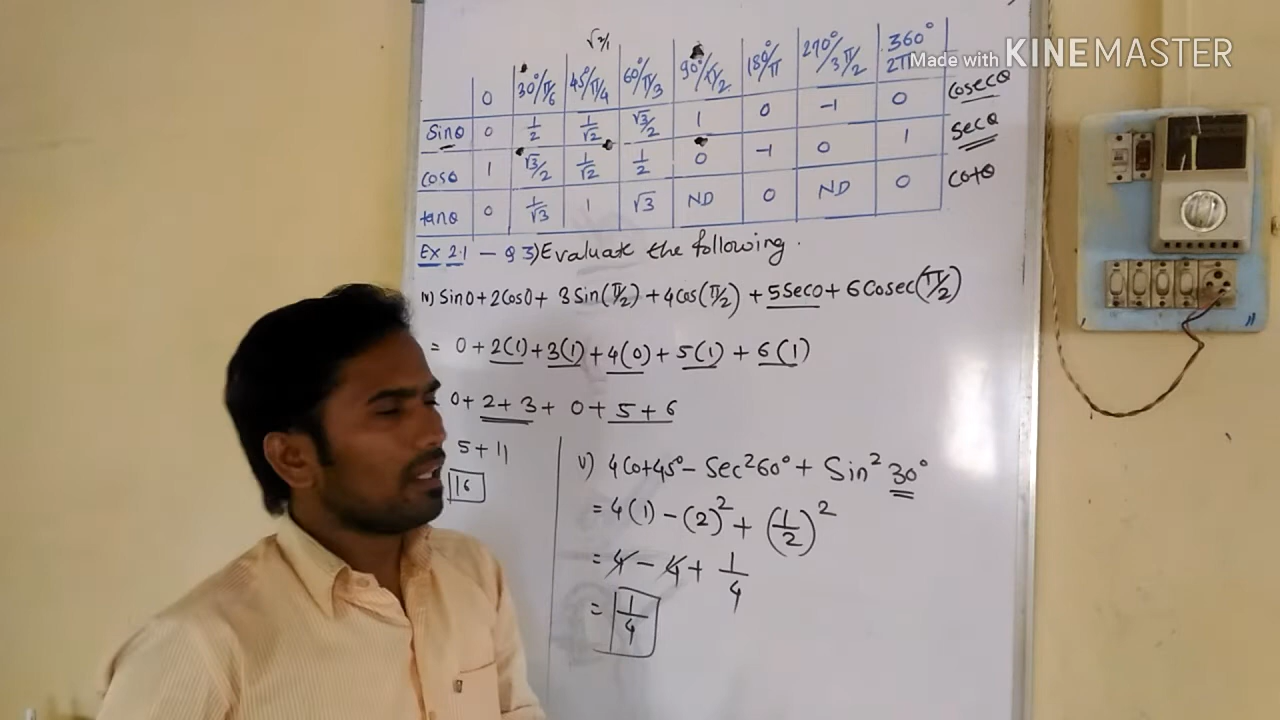 Made with KINEMASTER
√2/1
0 30°/π/6 45°/π/4 60°/π/3 90°/π/2 180°/π 270°/3π/2 360°/2π
Sinθ 0 1/2 1/√2 √3/2 1 0 -1 0 Cosecθ
Cosθ 1 √3/2 1/√2 1/2 0 -1 0 1 Secθ
tanθ 0 1/√3 1 √3 ND 0 ND 0 Cotθ
Ex 2.1 - Q 3) Evaluate the following.
iv) Sin0 + 2Cos0 + 3Sin(π/2) + 4Cos(π/2) + 5Sec0 + 6Cosec(π/2)
= 0 + 2(1) + 3(1) + 4(0) + 5(1) + 6(1)
0 + 2 + 3 + 0 + 5 + 6
5 + 11
16
v) 4Cot45° - Sec²60° + Sin²30°
= 4(1) - (2)² + (1/2)²
= 4 - 4 + 1/4
= 1/4